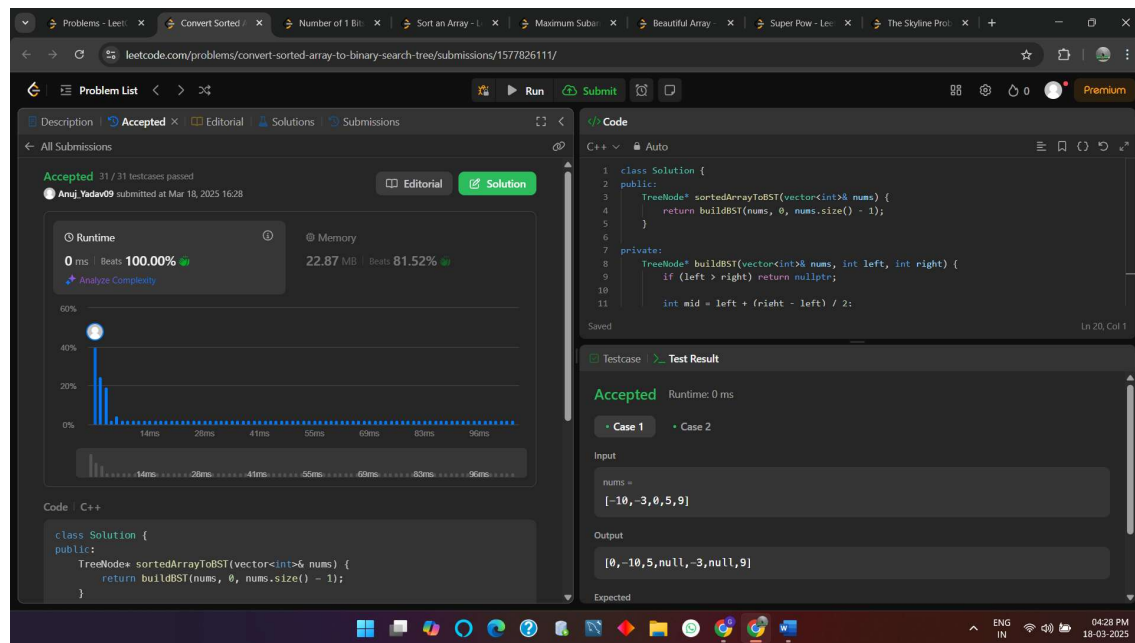 Problems - LeetC
Convert Sorted A
Number of 1 Bits
Sort an Array - L
Maximum Subar
Beautiful Array -
Super Pow - Lee
The Skyline Prob
leetcode.com/problems/convert-sorted-array-to-binary-search-tree/submissions/1577826111/
Problem List
Run
Submit
0
Premium
Description
Accepted
Editorial
Solutions
Submissions
All Submissions
Accepted 31 / 31 testcases passed
Anuj_Yadav09 submitted at Mar 18, 2025 16:28
Editorial
Solution
Runtime
0 ms | Beats 100.00%
Analyze Complexity
Memory
22.87 MB | Beats 81.52%
60%
40%
20%
0%
14ms 28ms 41ms 55ms 69ms 83ms 96ms
14ms 28ms 41ms 55ms 69ms 83ms 96ms
Code | C++
class Solution {
public:
TreeNode* sortedArrayToBST(vector<int>& nums) {
return buildBST(nums, 0, nums.size() - 1);
}
</> Code
C++ Auto
1 class Solution {
2 public:
3 TreeNode* sortedArrayToBST(vector<int>& nums) {
4 return buildBST(nums, 0, nums.size() - 1);
5 }
6
7 private:
8 TreeNode* buildBST(vector<int>& nums, int left, int right) {
9 if (left > right) return nullptr;
10
11 int mid = left + (right - left) / 2;
Saved
Ln 20, Col 1
Testcase
>_ Test Result
Accepted Runtime: 0 ms
• Case 1 • Case 2
Input
nums =
[-10,-3,0,5,9]
Output
[0,-10,5,null,-3,null,9]
Expected
ENG
IN
04:28 PM
18-03-2025